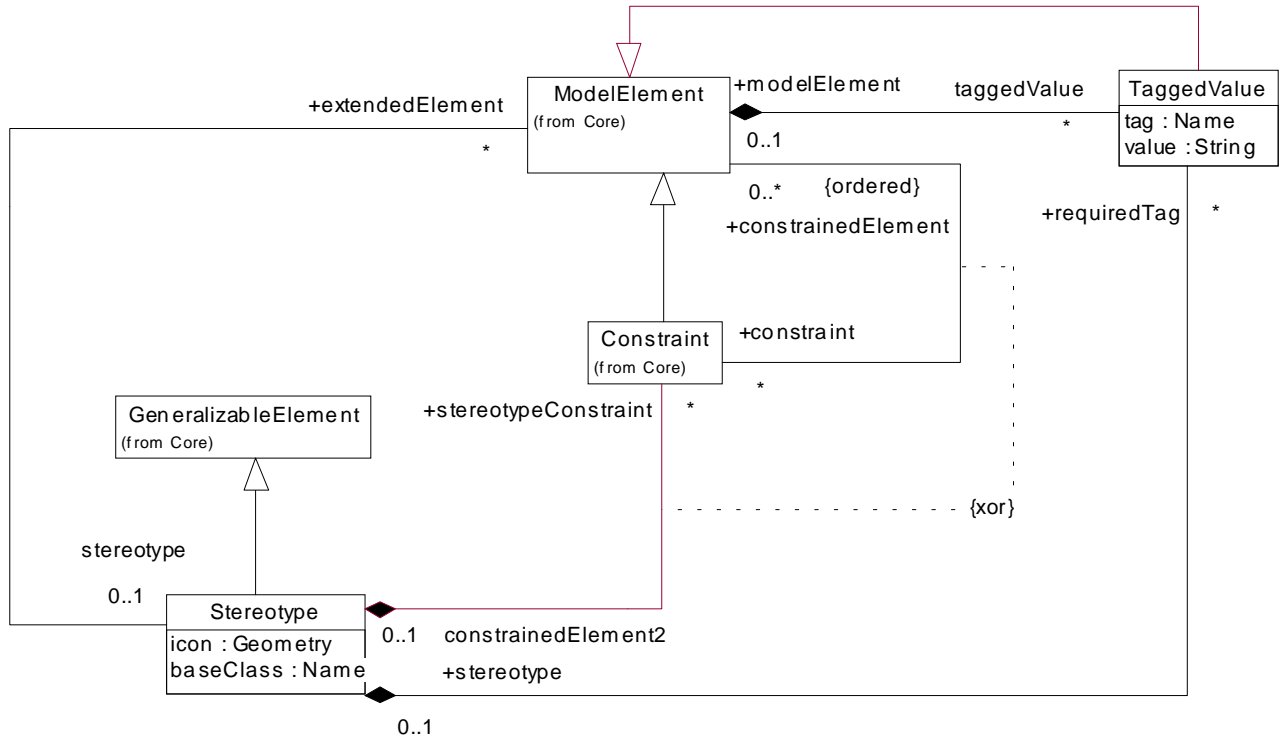 ModelElement
(from Core)
+extendedElement
*
+modelElement
0..1
taggedValue
*
TaggedValue
tag : Name
value : String
0..*
{ordered}
+constrainedElement
+requiredTag
*
Constraint
(from Core)
+constraint
*
+stereotypeConstraint
*
GeneralizableElement
(from Core)
{xor}
stereotype
0..1
Stereotype
icon : Geometry
baseClass : Name
0..1
constrainedElement2
+stereotype
0..1